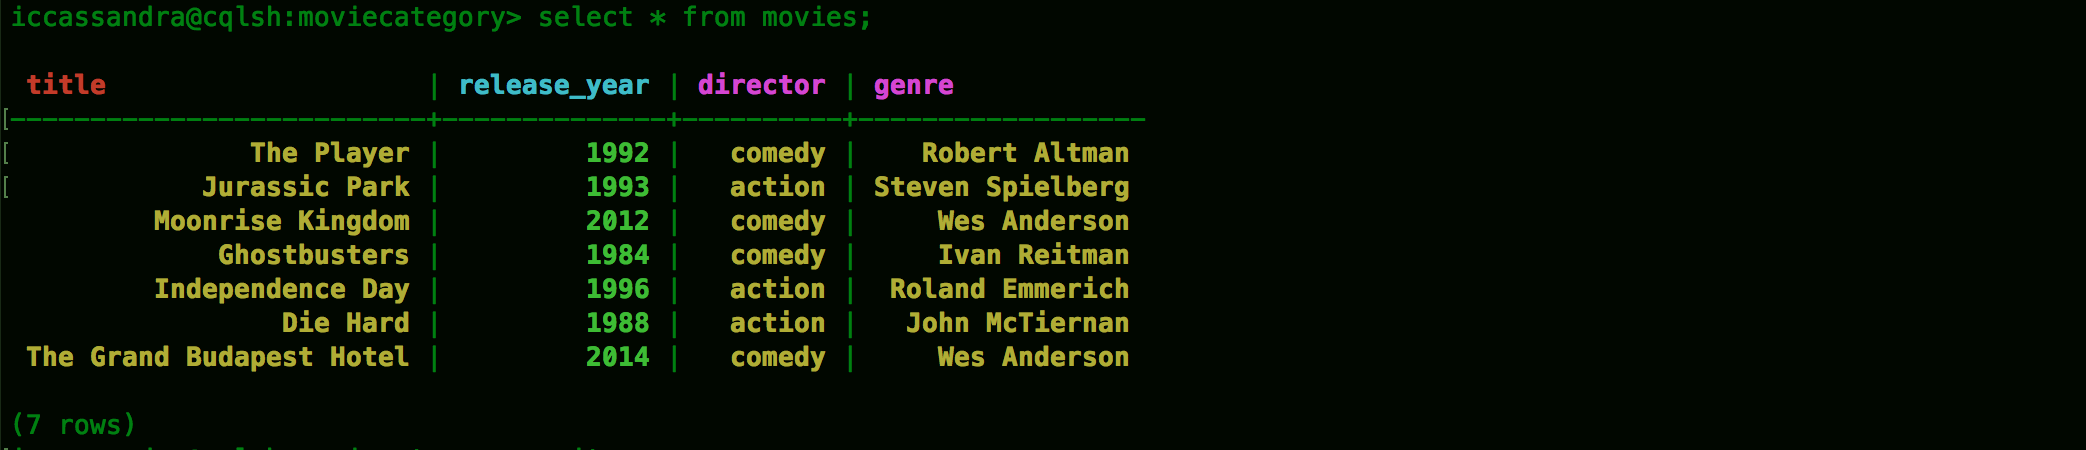 iccassandra@cqlsh:moviecategory> select * from movies;
title | release_year | director | genre
--------------------------+--------------+----------+-----------------
The Player | 1992 | comedy | Robert Altman
Jurassic Park | 1993 | action | Steven Spielberg
Moonrise Kingdom | 2012 | comedy | Wes Anderson
Ghostbusters | 1984 | comedy | Ivan Reitman
Independence Day | 1996 | action | Roland Emmerich
Die Hard | 1988 | action | John McTiernan
The Grand Budapest Hotel | 2014 | comedy | Wes Anderson
(7 rows)